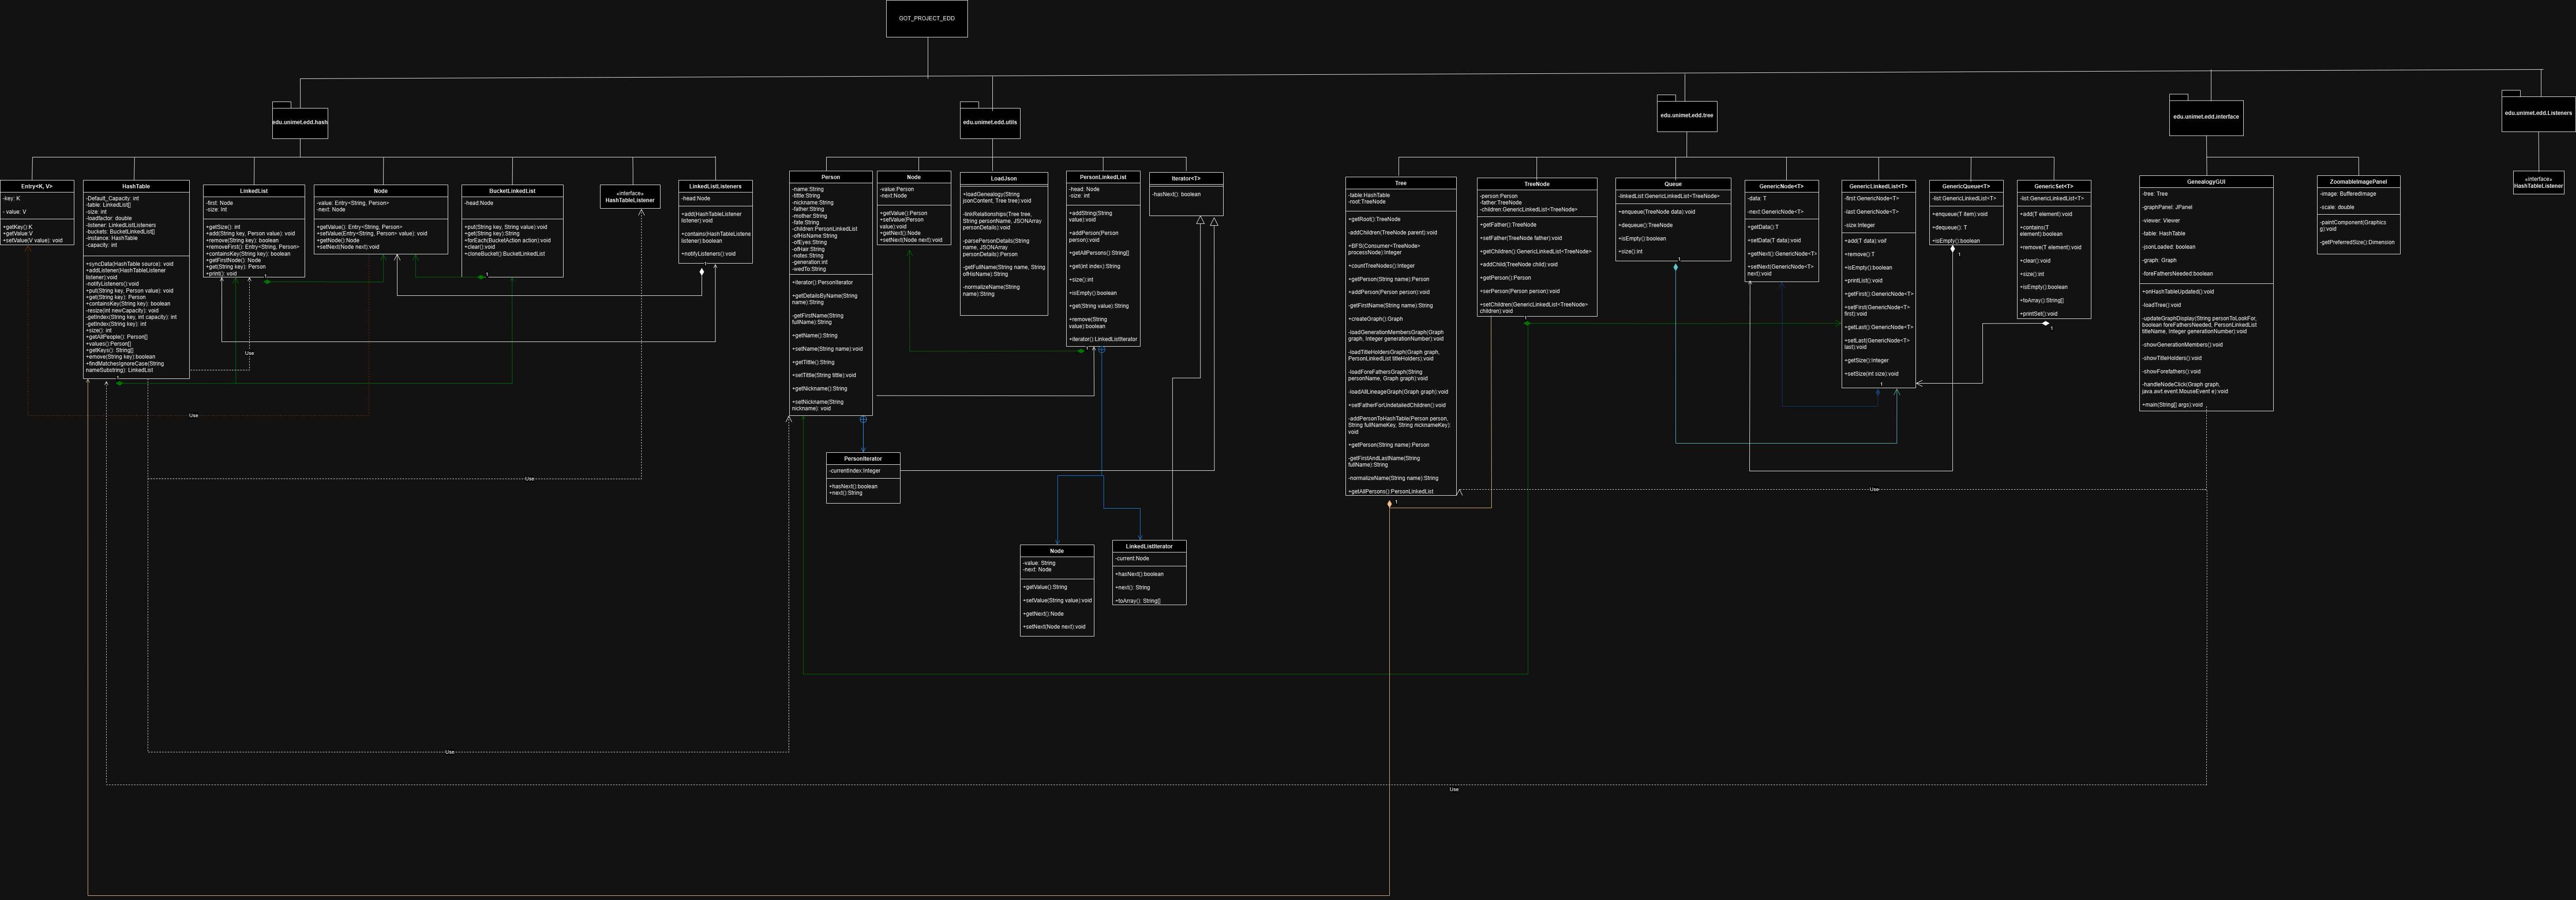 GOT_PROJECT_EDD
edu.unimet.edd.hash
edu.unimet.edd.utils
edu.unimet.edd.tree
edu.unimet.edd.interface
edu.unimet.edd.Listeners
Entry<K, V>
-key: K
- value: V
+getKey():K
+getValue:V
+setValue(V value): void
HashTable
-Default_Capacity: int
-table: LinkedList[]
-size: int
-loadfactor: double
-listener: LinkedListListeners
-buckets: BucketLinkedList[]
-instance: HashTable
-capacity: int
+syncData(HashTable source): void
+addListener(HashTableListener
listener):void
-notifyListeners():void
+put(String key, Person value): void
+get(String key): Person
+containsKey(String key): boolean
-resize(int newCapacity): void
-getIndex(String key, int capacity): int
-getIndex(String key): int
+size(): int
+getAllPeople(): Person[]
+values():Person[]
+getKeys(): String[]
+emove(String key):boolean
+findMatchesIgnoreCase(String
nameSubstring): LinkedList
1
LinkedList
-first: Node
-size: Int
+getSize(): int
+add(String key, Person value): void
+remove(String key): boolean
+removeFirst(): Entry<String, Person>
+containsKey(String key): boolean
+getFirstNode(): Node
+get(String key): Person
+print(): void
1
Node
-value: Entry<String, Person>
-next: Node
+getValue(): Entry<String, Person>
+setValue(Entry<String, Person> value): void
+getNode():Node
+setNext(Node next):void
BucketLinkedList
-head:Node
+put(String key, String value):void
+get(String key): String
+forEach(BucketAction action):void
+clear():void
+cloneBucket():BucketLinkedList
1
«interface»
HashTableListener
LinkedListListeners
-head:Node
+add(HashTableListener
listener):void
+contains(HashTableListene
listener):boolean
+notifyListeners():void
1
Use
Use
Use
Use
Person
-name:String
-tittle:String
-nickname:String
-father:String
-mother:String
-fate:String
-children:PersonLinkedList
-ofHisName:String
-ofEyes:String
-ofHair:String
-notes:String
-generation:int
-wedTo:String
+iterator():PersonIterator
+getDetailsByName(String
name):String
-getFirstName(String
fullName):String
+getName():String
+setName(String name):void
+getTittle():String
+setTittle(String tittle):void
+getNickname():String
+setNickname(String
nickname): void
Node
-value:Person
-next:Node
+getValue():Person
+setValue(Person
value):void
+getNext():Node
+setNext(Node next):void
LoadJson
+loadGenealogy(String
jsonContent, Tree tree):void
-linkRelationships(Tree tree,
String personName, JSONArray
personDetails):void
-parsePersonDetails(String
name, JSONArray
personDetails):Person
-getFullName(String name, String
ofHisName):String
-normalizeName(String
name):String
PersonLinkedList
-head: Node
-size: int
+addString(String
value):void
+addPerson(Person
person):void
+getAllPersons():String[]
+get(int index):String
+size():int
+isEmpty():boolean
+get(String value):String
+remove(String
value):boolean
+iterator():LinkedListIterator
1
Iterator<T>
-hasNext(): boolean
PersonIterator
-currentIndex:Integer
+hasNext():boolean
+next():String
Node
-value: String
-next: Node
+getValue():String
+setValue(String value):void
+getNext():Node
+setNext(Node next):void
LinkedListIterator
-current:Node
+hasNext():boolean
+next(): String
+toArray(): String[]
Tree
-table:HashTable
-root:TreeNode
+getRoot():TreeNode
-addChildren(TreeNode parent):void
+BFS(Consumer<TreeNode>
processNode):Integer
+countTreeNodes():Integer
+getPerson(String name):Person
+addPerson(Person person):void
-getFirstName(String name):String
+createGraph():Graph
-loadGenerationMembersGraph(Graph
graph, Integer generationNumber):void
-loadTitleHoldersGraph(Graph graph,
PersonLinkedList titleHolders):void
-loadForeFathersGraph(String
personName, Graph graph):void
-loadAllLineageGraph(Graph graph):void
+setFatherForUndetailedChildren():void
-addPersonToHashTable(Person person,
String fullNameKey, String nicknameKey):
void
+getPerson(String name):Person
-getFirstAndLastName(String
fullName):String
-normalizeName(String name):String
+getAllPersons():PersonLinkedList
1
TreeNode
-person:Person
-father:TreeNode
-children:GenericLinkedList<TreeNode>
+getFather():TreeNode
+setFather(TreeNode father):void
+getChildren():GenericLinkedList<TreeNode>
+addChild(TreeNode child):void
+getPerson():Person
+serPerson(Person person):void
+setChildren(GenericLinkedList<TreeNode>
children):void
1
Queue
-linkedList:GenericLinkedList<TreeNode>
+enqueue(TreeNode data):void
+dequeue():TreeNode
+isEmpty():boolean
+size():int
1
GenericNode<T>
-data: T
-next:GenericNode<T>
+getData():T
+setData(T data):void
+getNext():GenericNode<T>
+setNext(GenericNode<T>
next):void
GenericLinkedList<T>
-first:GenericNode<T>
-last:GenericNode<T>
-size:Integer
+add(T data):voif
+remove():T
+isEmpty():boolean
+printList():void
+getFirst():GenericNode<T>
+setFirst(GenericNode<T>
first):void
+getLast():GenericNode<T>
+setLast(GenericNode<T>
last):void
+getSize():Integer
+setSize(int size):void
1
GenericQueue<T>
-list:GenericLinkedList<T>
+enqueue(T item):void
+dequeue(): T
+isEmpty():boolean
1
GenericSet<T>
-list:GenericLinkedList<T>
+add(T element):void
+contains(T
element):boolean
+remove(T element):void
+clear():void
+size():int
+isEmpty():boolean
+toArray():String[]
+printSet():void
1
GenealogyGUI
-tree: Tree
-graphPanel: JPanel
-viewer: Viewer
-table: HashTable
-jsonLoaded: boolean
-graph: Graph
-foreFathersNeeded:boolean
+onHashTableUpdated():void
-loadTree():void
-updateGraphDisplay(String personToLookFor,
boolean foreFathersNeeded, PersonLinkedList
titleName, Integer generationNumber):void
-showGenerationMembers():void
-showTitleHolders():void
-showForefathers():void
-handleNodeClick(Graph graph,
java.awt.event.MouseEvent e):void
+main(String[] args):void
ZoomableImagePanel
-image: BufferedImage
-scale: double
-paintComponent(Graphics
g):void
-getPreferredSize():Dimension
«interface»
HashTableListener
Use
Use